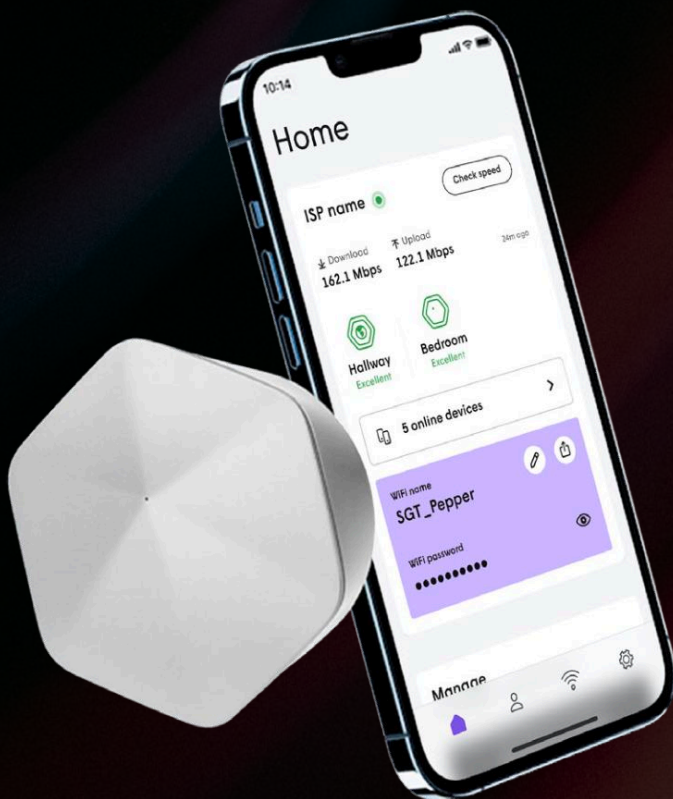 10:14
Home
ISP name
Check speed
Download
Upload
24m ago
162.1 Mbps
122.1 Mbps
Hallway
Excellent
Bedroom
Excellent
5 online devices
WiFi name
SGT_Pepper
WiFi password
••••••••••
Manage